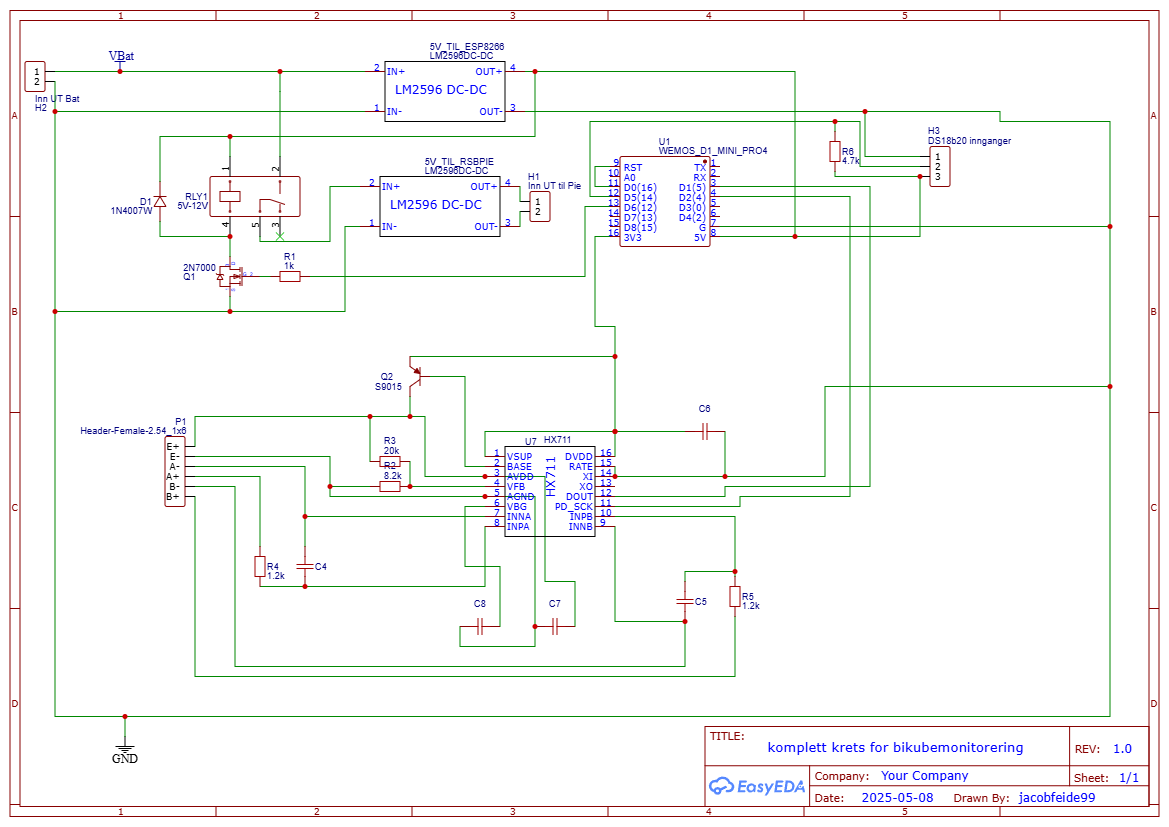 1 2 3 4 5
A
B
C
D
A
B
C
D
1 2 3 4 5
1
2
Inn UT Bat
H2
VBat
5V_TIL_ESP8266
LM2596DC-DC
2 IN+ OUT+ 4
LM2596 DC-DC
1 IN- OUT- 3
5V_TIL_RSBPIE
LM2596DC-DC
2 IN+ OUT+ 4
LM2596 DC-DC
1 IN- OUT- 3
H1
Inn UT til Pie
1
2
D1
1N4007W
RLY1
5V-12V
1 2
4 5 3
2N7000
Q1
R1
1k
U1
WEMOS_D1_MINI_PRO4
9 RST TX 1
10 A0 RX 2
11 D0(16) D1(5) 3
12 D5(14) D2(4) 4
13 D6(12) D3(0) 5
14 D7(13) D4(2) 6
15 D8(15) G 7
16 3V3 5V 8
R6
4.7k
H3
DS18b20 innganger
1
2
3
Q2
S9015
P1
Header-Female-2.54_1x6
E+
E-
A-
A+
B-
B+
R3
20k
R2
8.2k
U7 HX711
HX711
1 VSUP DVDD 16
2 BASE RATE 15
3 AVDD XI 14
4 VFB XO 13
5 AGND DOUT 12
6 VBG PD_SCK 11
7 INNA INPB 10
8 INPA INNB 9
C6
R4
1.2k
C4
C8
C7
C5
R5
1.2k
GND
TITLE:
komplett krets for bikubemonitorering
REV: 1.0
EasyEDA
Company: Your Company
Sheet: 1/1
Date: 2025-05-08 Drawn By: jacobfeide99